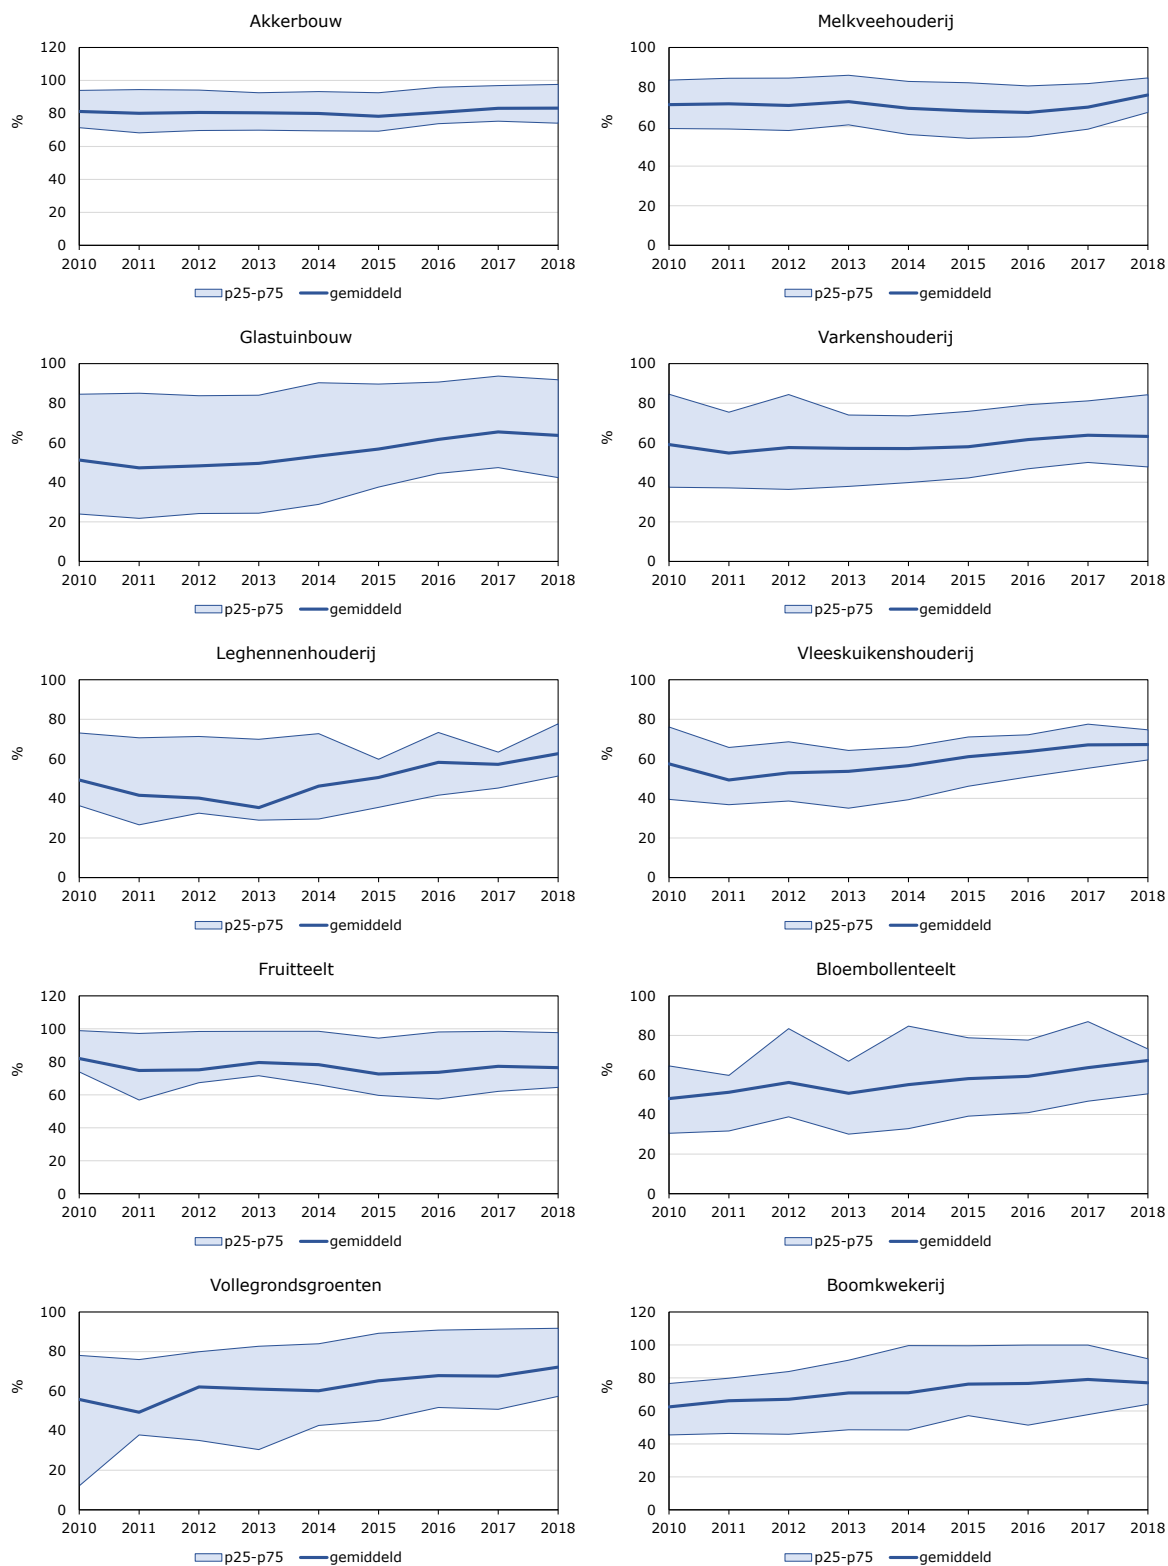 Akkerbouw
%
120
100
80
60
40
20
0
2010 2011 2012 2013 2014 2015 2016 2017 2018
p25-p75 gemiddeld
Melkveehouderij
%
100
80
60
40
20
0
2010 2011 2012 2013 2014 2015 2016 2017 2018
p25-p75 gemiddeld
Glastuinbouw
%
100
80
60
40
20
0
2010 2011 2012 2013 2014 2015 2016 2017 2018
p25-p75 gemiddeld
Varkenshouderij
%
100
80
60
40
20
0
2010 2011 2012 2013 2014 2015 2016 2017 2018
p25-p75 gemiddeld
Leghennenhouderij
%
100
80
60
40
20
0
2010 2011 2012 2013 2014 2015 2016 2017 2018
p25-p75 gemiddeld
Vleeskuikenshouderij
%
100
80
60
40
20
0
2010 2011 2012 2013 2014 2015 2016 2017 2018
p25-p75 gemiddeld
Fruitteelt
%
120
100
80
60
40
20
0
2010 2011 2012 2013 2014 2015 2016 2017 2018
p25-p75 gemiddeld
Bloembollenteelt
%
100
80
60
40
20
0
2010 2011 2012 2013 2014 2015 2016 2017 2018
p25-p75 gemiddeld
Vollegrondsgroenten
%
100
80
60
40
20
0
2010 2011 2012 2013 2014 2015 2016 2017 2018
p25-p75 gemiddeld
Boomkwekerij
%
120
100
80
60
40
20
0
2010 2011 2012 2013 2014 2015 2016 2017 2018
p25-p75 gemiddeld